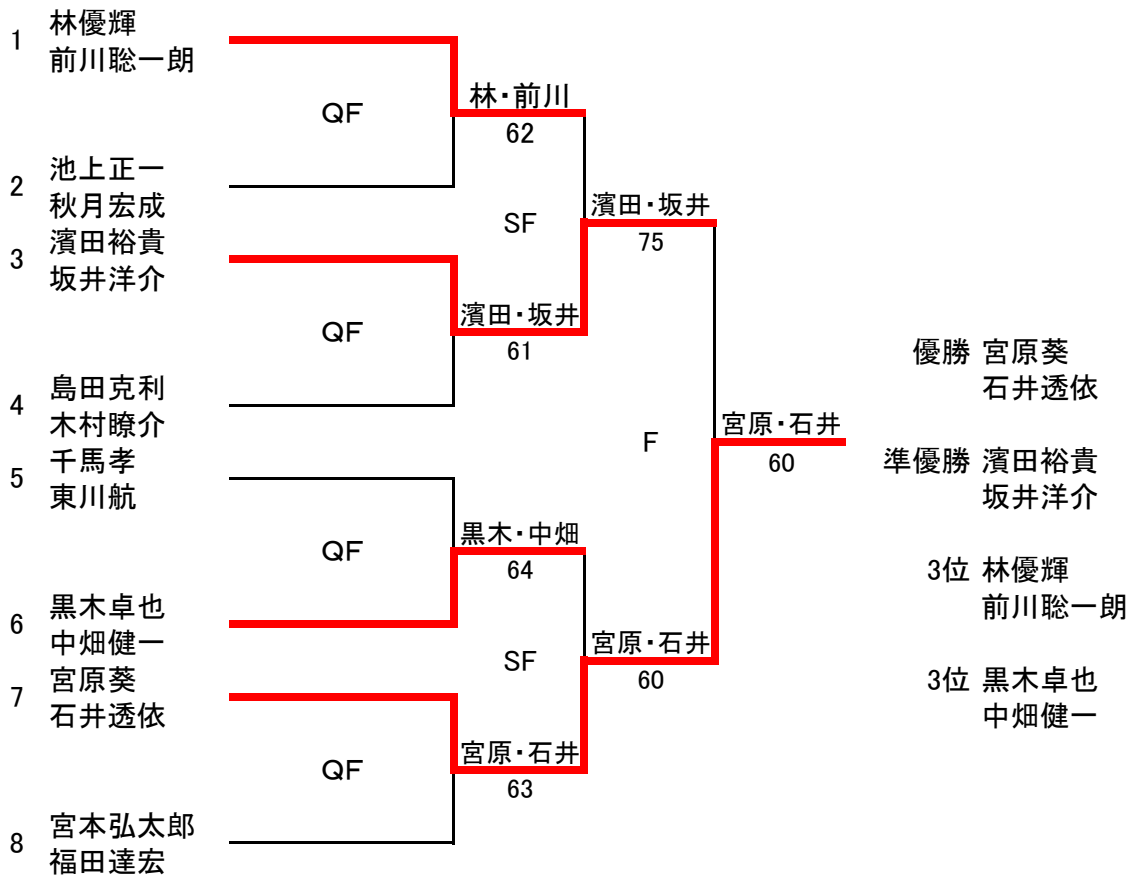 1 林優輝
前川聡一朗
QF
林・前川
62
2 池上正一
秋月宏成
SF
濱田・坂井
75
3 濱田裕貴
坂井洋介
QF
濱田・坂井
61
4 島田克利
木村瞭介
F
宮原・石井
60
5 千馬孝
東川航
QF
黒木・中畑
64
6 黒木卓也
中畑健一
SF
宮原・石井
60
7 宮原葵
石井透依
QF
宮原・石井
63
8 宮本弘太郎
福田達宏
優勝 宮原葵
石井透依
準優勝 濱田裕貴
坂井洋介
3位 林優輝
前川聡一朗
3位 黒木卓也
中畑健一